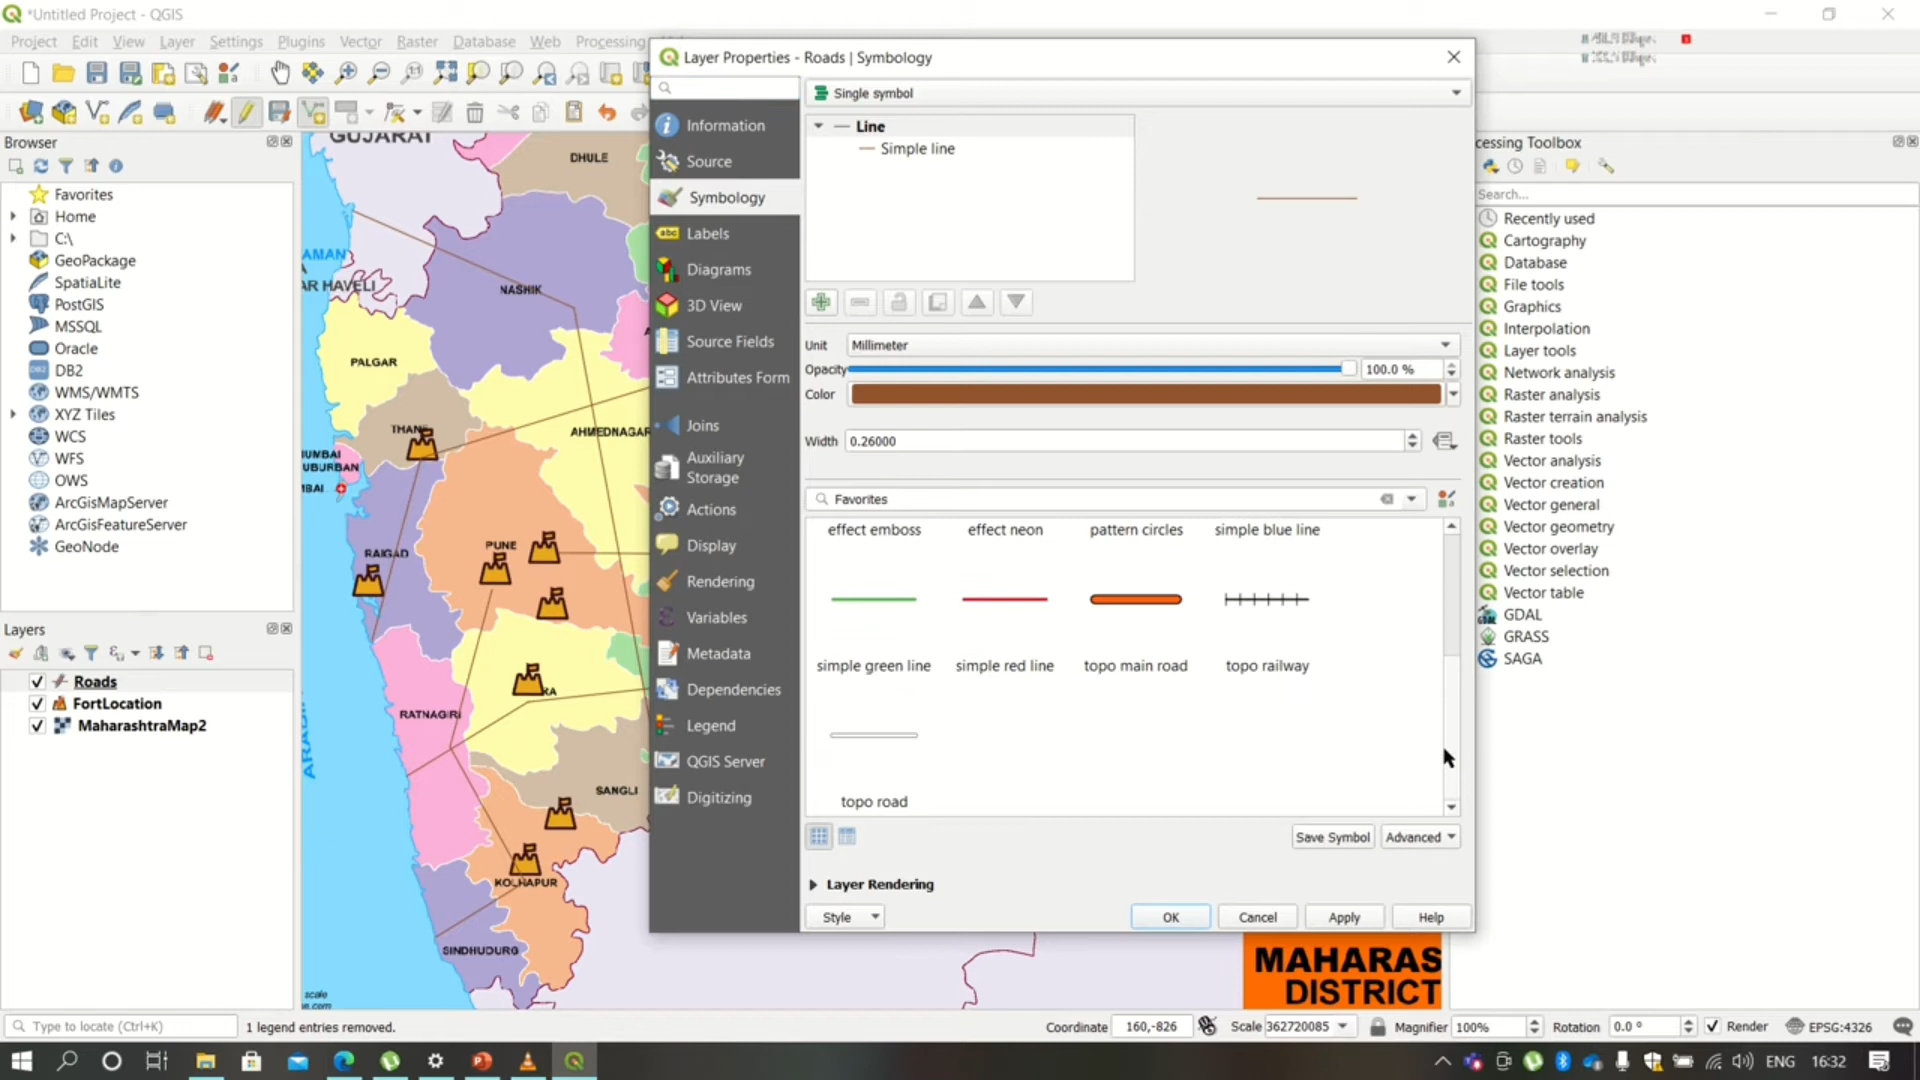 *Untitled Project - QGIS
Project Edit View Layer Settings Plugins Vector Raster Database Web Processing
Browser
Favorites
Home
C:\
GeoPackage
SpatiaLite
PostGIS
MSSQL
Oracle
DB2
WMS/WMTS
XYZ Tiles
WCS
WFS
OWS
ArcGisMapServer
ArcGisFeatureServer
GeoNode
Layers
Roads
FortLocation
MaharashtraMap2
GUJARAT
DHULE
NASHIK
AMAN
AR HAVELI
PALGAR
THANE
AHMEDNAGAR
MUMBAI
UBURBAN
MBAI
PUNE
RAIGAD
RATNAGIRI
SANGLI
KOLHAPUR
SINDHUDURG
scale
MAHARAS
DISTRICT
Layer Properties - Roads | Symbology
Information
Source
Symbology
Labels
Diagrams
3D View
Source Fields
Attributes Form
Joins
Auxiliary
Storage
Actions
Display
Rendering
Variables
Metadata
Dependencies
Legend
QGIS Server
Digitizing
Single symbol
Line
Simple line
Unit Millimeter
Opacity 100.0 %
Color
Width 0.26000
Favorites
effect emboss effect neon pattern circles simple blue line
simple green line simple red line topo main road topo railway
topo road
Save Symbol Advanced
Layer Rendering
Style OK Cancel Apply Help
cessing Toolbox
Search...
Recently used
Cartography
Database
File tools
Graphics
Interpolation
Layer tools
Network analysis
Raster analysis
Raster terrain analysis
Raster tools
Vector analysis
Vector creation
Vector general
Vector geometry
Vector overlay
Vector selection
Vector table
GDAL
GRASS
SAGA
Type to locate (Ctrl+K) 1 legend entries removed. Coordinate 160,-826 Scale 362720085 Magnifier 100% Rotation 0.0 ° Render EPSG:4326
ENG 16:32